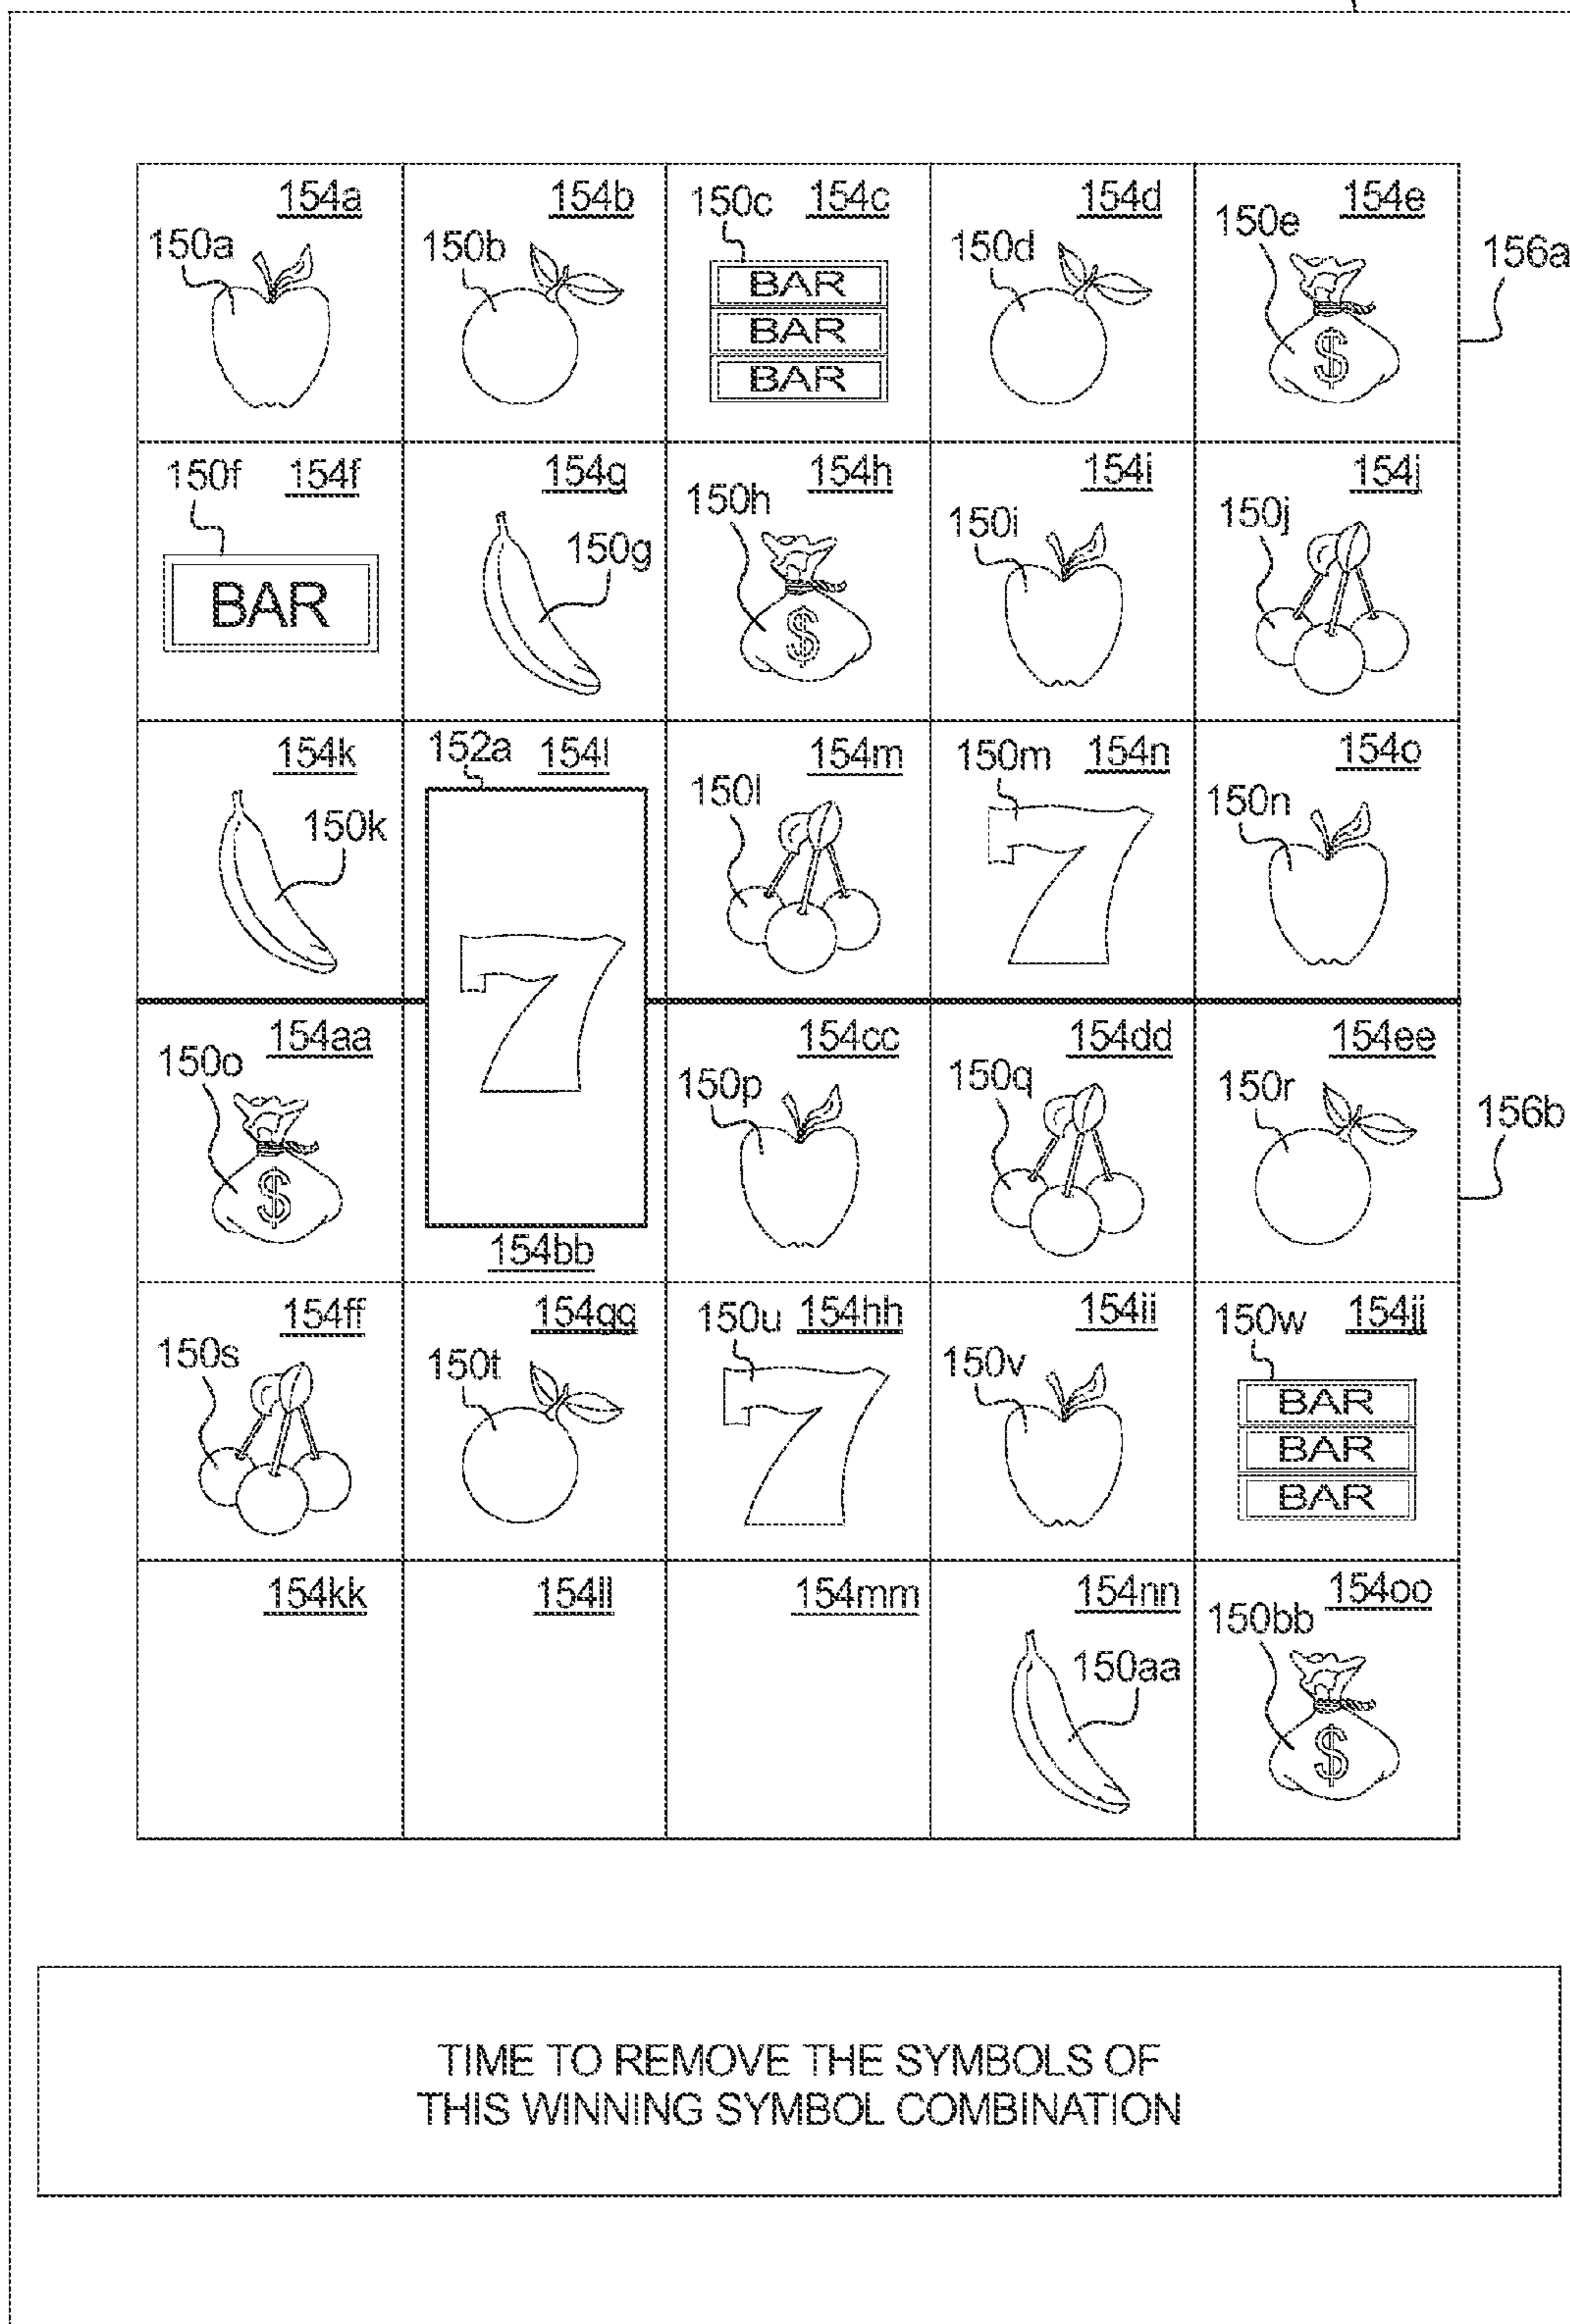 154a 154b 150c 154c 154d 154e
150a 150b 150d 150e 156a
BAR
BAR
BAR
$
150f 154f 154g 154h 154i 154j
150g 150h 150i 150j
BAR
$
154k 152a 154l 154m 150m 154n 154o
150k 150l 150n
7
7
154aa 154cc 154dd 154ee
150o 150p 150q 150r 156b
$
154bb
154ff 154gg 150u 154hh 154ii 150w 154jj
150s 150t 150v
7
BAR
BAR
BAR
154kk 154ll 154mm 154nn 154oo
150bb
150aa
$
TIME TO REMOVE THE SYMBOLS OF
THIS WINNING SYMBOL COMBINATION